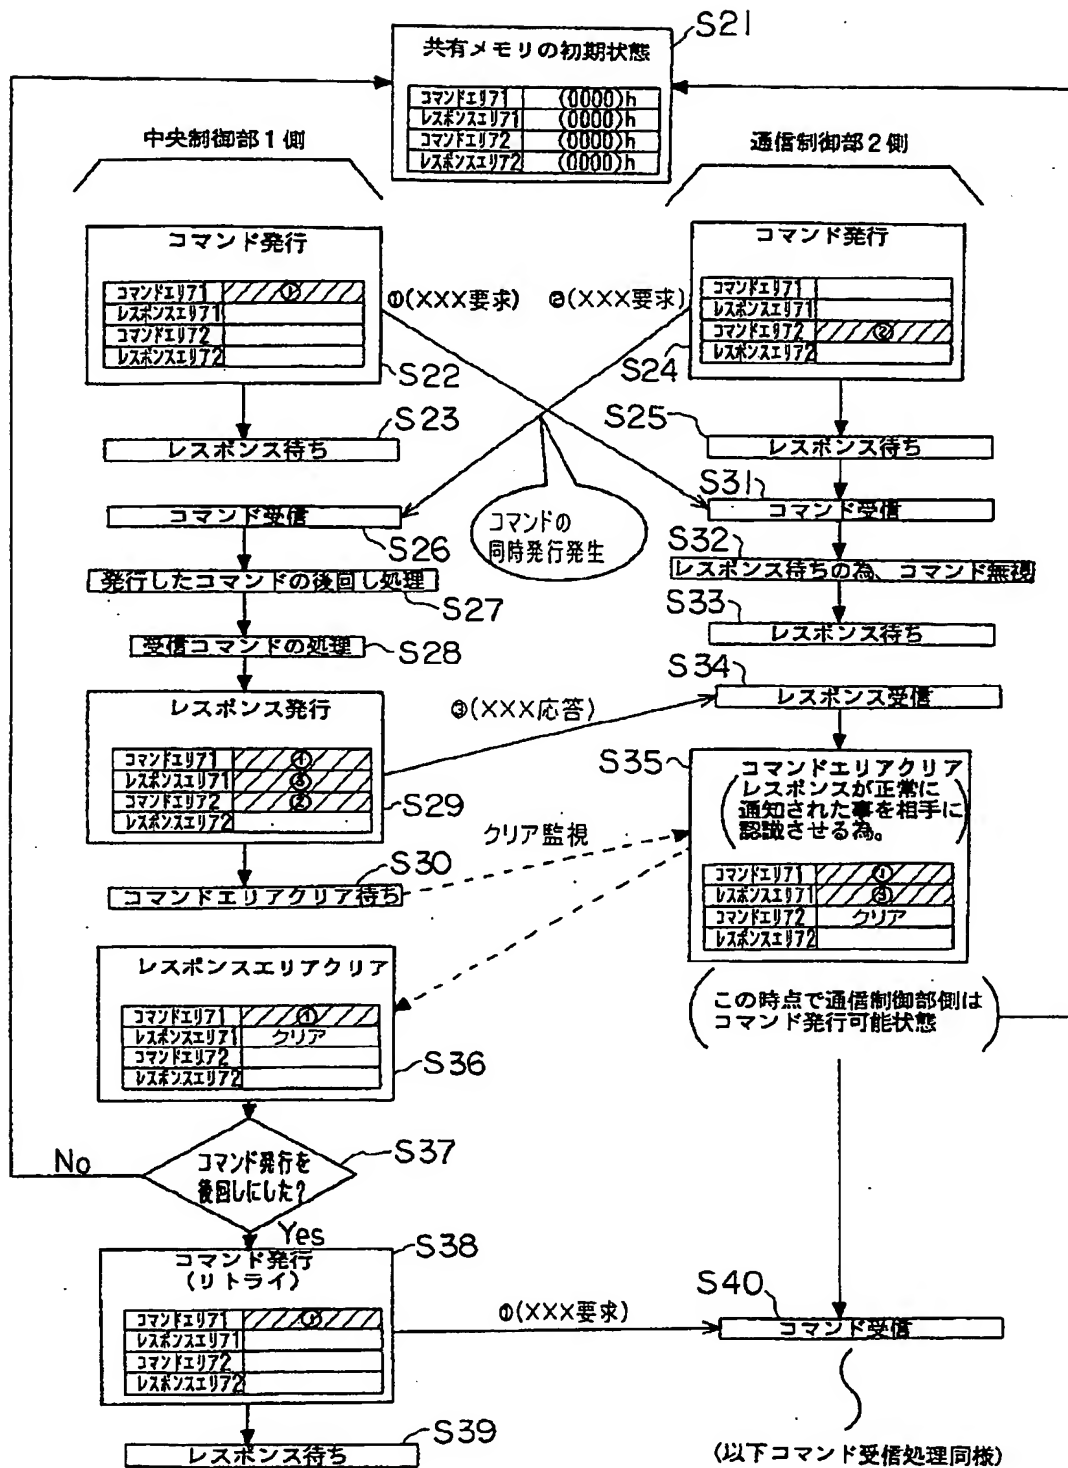 S21
共有メモリの初期状態
コマンドエリア1 (0000)h
レスポンスエリア1 (0000)h
コマンドエリア2 (0000)h
レスポンスエリア2 (0000)h
中央制御部1側
通信制御部2側
コマンド発行
コマンドエリア1 ①
レスポンスエリア1
コマンドエリア2
レスポンスエリア2
S22
①(XXX要求)
②(XXX要求)
コマンド発行
コマンドエリア1
レスポンスエリア1
コマンドエリア2 ②
レスポンスエリア2
S24
S23
レスポンス待ち
S25
レスポンス待ち
コマンドの
同時発行発生
コマンド受信
S26
S31
コマンド受信
発行したコマンドの後回し処理
S27
S32
レスポンス待ちの為、コマンド無視
受信コマンドの処理
S28
S33
レスポンス待ち
レスポンス発行
コマンドエリア1 ①
レスポンスエリア1 ③
コマンドエリア2 ②
レスポンスエリア2
S29
③(XXX応答)
S34
レスポンス受信
S35
コマンドエリアクリア
(レスポンスが正常に
通知された事を相手に
認識させる為。)
コマンドエリア1 ①
レスポンスエリア1 ③
コマンドエリア2 クリア
レスポンスエリア2
クリア監視
S30
コマンドエリアクリア待ち
レスポンスエリアクリア
コマンドエリア1 ①
レスポンスエリア1 クリア
コマンドエリア2
レスポンスエリア2
S36
(この時点で通信制御部側は
コマンド発行可能状態)
S37
コマンド発行を
後回しにした?
No
Yes
S38
コマンド発行
(リトライ)
コマンドエリア1 ①
レスポンスエリア1
コマンドエリア2
レスポンスエリア2
①(XXX要求)
S40
コマンド受信
S39
レスポンス待ち
(以下コマンド受信処理同様)